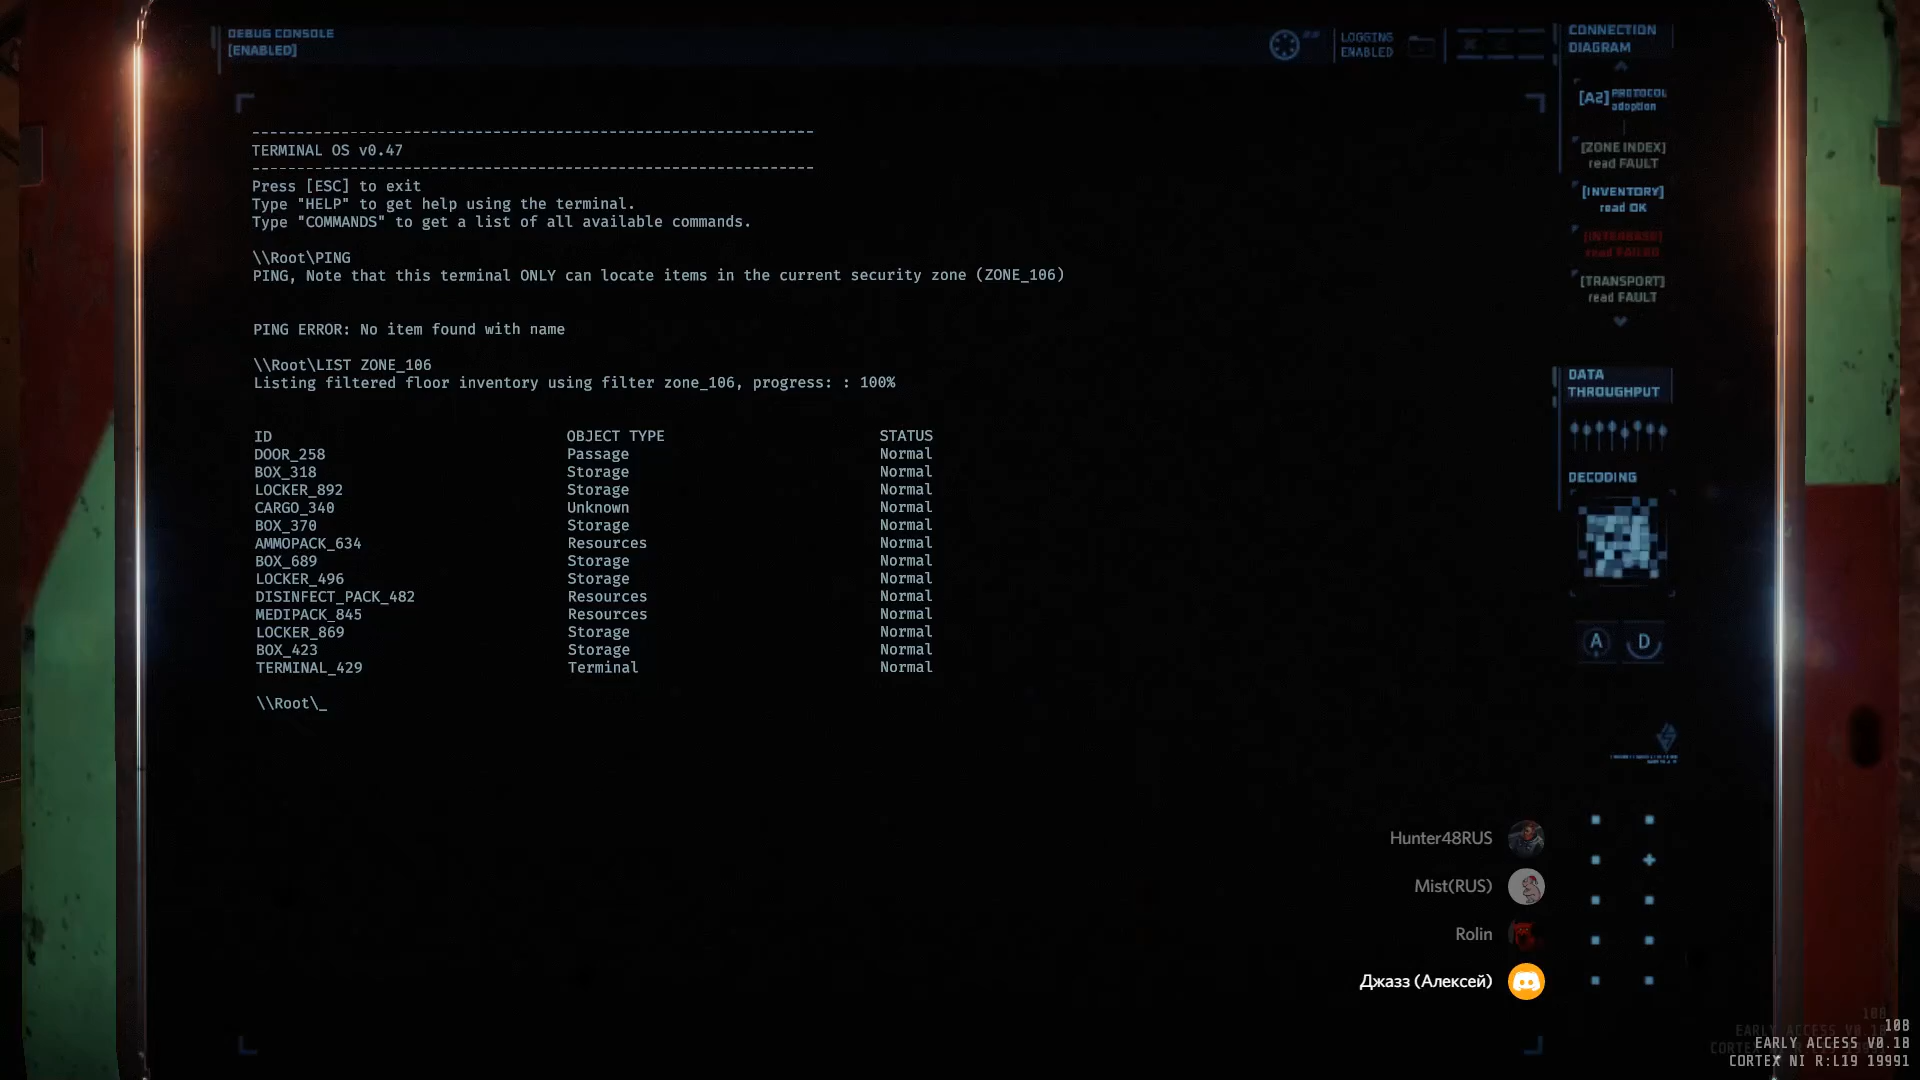 DEBUG CONSOLE
[ENABLED]
LOGGING
ENABLED
CONNECTION
DIAGRAM
[A2] PROTOCOL
adoption
[ZONE INDEX]
read FAULT
[INVENTORY]
read OK
[INTERBASE]
read FAILED
[TRANSPORT]
read FAULT
DATA
THROUGHPUT
DECODING
A D
--------------------------------------------------------------
TERMINAL OS v0.47
--------------------------------------------------------------
Press [ESC] to exit
Type "HELP" to get help using the terminal.
Type "COMMANDS" to get a list of all available commands.
\\Root\PING
PING, Note that this terminal ONLY can locate items in the current security zone (ZONE_106)
PING ERROR: No item found with name
\\Root\LIST ZONE_106
Listing filtered floor inventory using filter zone_106, progress: : 100%
ID OBJECT TYPE STATUS
DOOR_258 Passage Normal
BOX_318 Storage Normal
LOCKER_892 Storage Normal
CARGO_340 Unknown Normal
BOX_370 Storage Normal
AMMOPACK_634 Resources Normal
BOX_689 Storage Normal
LOCKER_496 Storage Normal
DISINFECT_PACK_482 Resources Normal
MEDIPACK_845 Resources Normal
LOCKER_869 Storage Normal
BOX_423 Storage Normal
TERMINAL_429 Terminal Normal
\\Root\_
Hunter48RUS
Mist(RUS)
Rolin
Джазз (Алексей)
108
EARLY ACCESS V0.18
CORTEX NI R:L19 19991